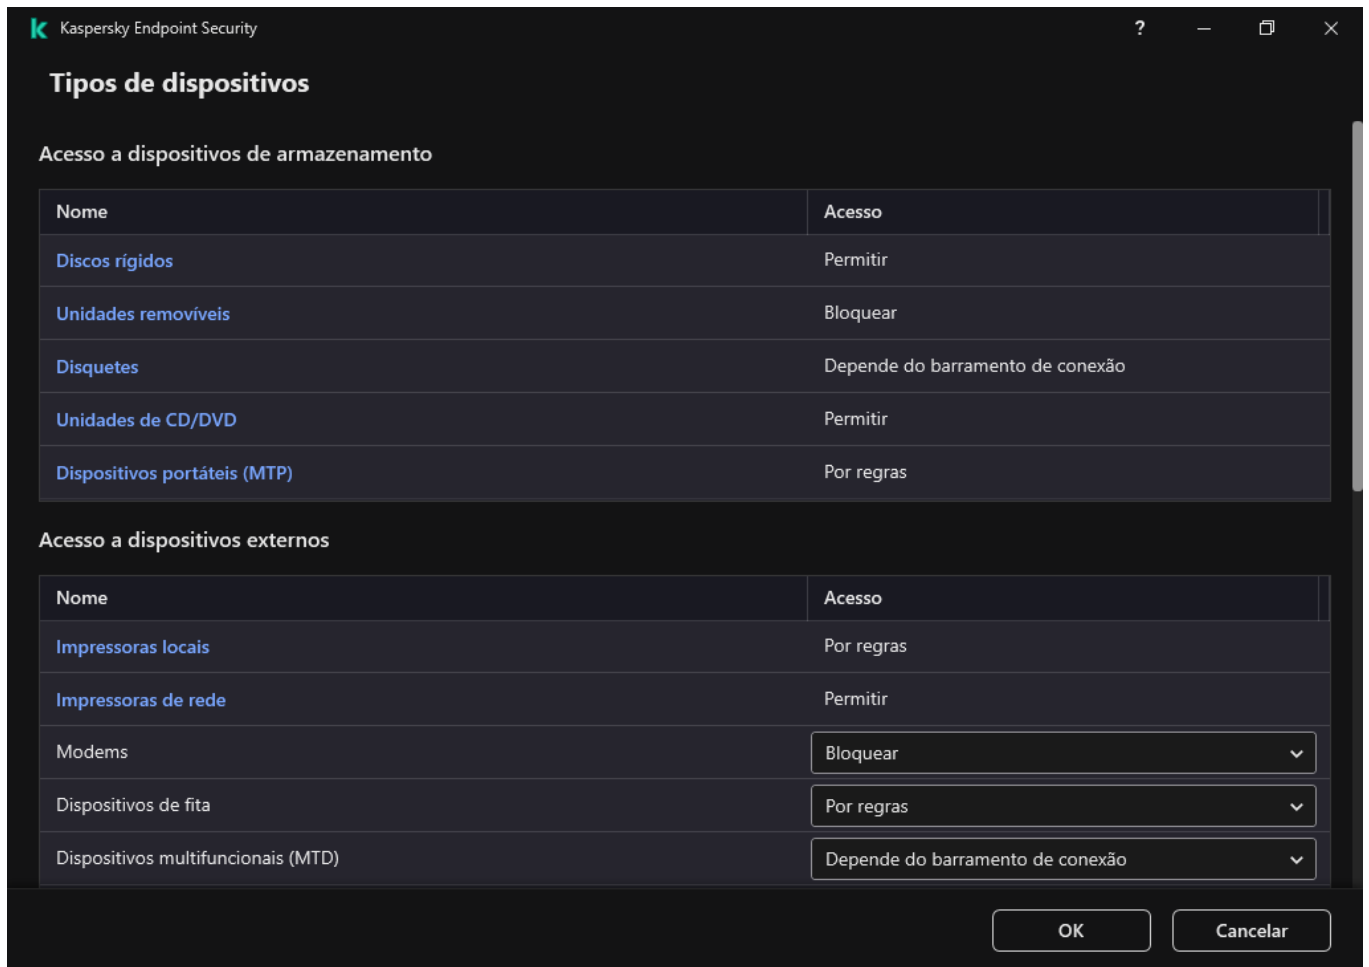 Kaspersky Endpoint Security
?
Tipos de dispositivos
Acesso a dispositivos de armazenamento
Nome Acesso
Discos rígidos Permitir
Unidades removíveis Bloquear
Disquetes Depende do barramento de conexão
Unidades de CD/DVD Permitir
Dispositivos portáteis (MTP) Por regras
Acesso a dispositivos externos
Nome Acesso
Impressoras locais Por regras
Impressoras de rede Permitir
Modems Bloquear
Dispositivos de fita Por regras
Dispositivos multifuncionais (MTD) Depende do barramento de conexão
OK Cancelar